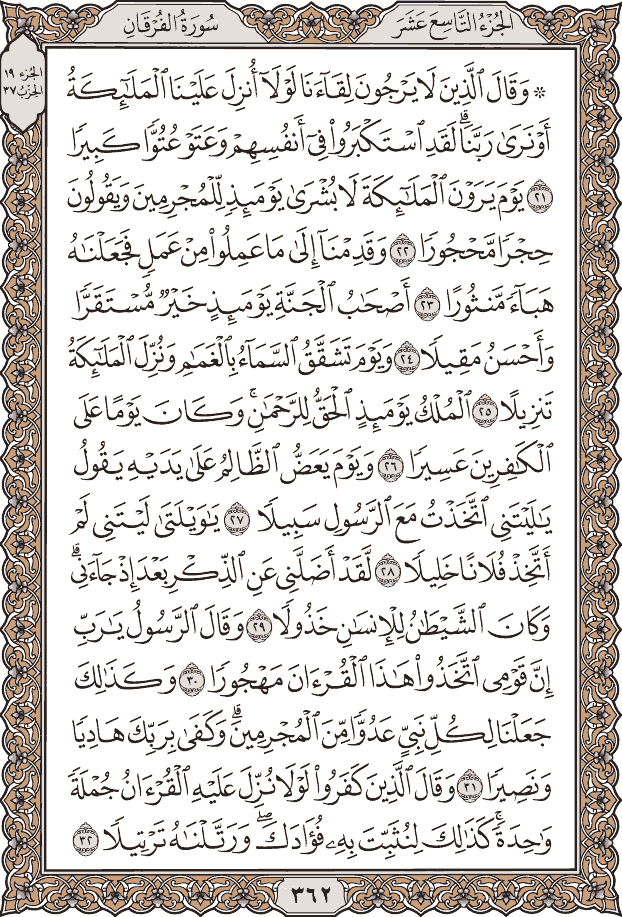 الجُزْءُ التَّاسِعَ عَشَرَ
سُورَةُ الفُرْقَانِ
الجزء ١٩
الحزب ٣٧
۞ وَقَالَ ٱلَّذِينَ لَا يَرْجُونَ لِقَآءَنَا لَوْلَآ أُنزِلَ عَلَيْنَا ٱلْمَلَٰٓئِكَةُ
أَوْ نَرَىٰ رَبَّنَاۗ لَقَدِ ٱسْتَكْبَرُوا۟ فِىٓ أَنفُسِهِمْ وَعَتَوْ عُتُوًّا كَبِيرًا
٢١ يَوْمَ يَرَوْنَ ٱلْمَلَٰٓئِكَةَ لَا بُشْرَىٰ يَوْمَئِذٍ لِّلْمُجْرِمِينَ وَيَقُولُونَ
حِجْرًا مَّحْجُورًا ٢٢ وَقَدِمْنَآ إِلَىٰ مَا عَمِلُوا۟ مِنْ عَمَلٍ فَجَعَلْنَٰهُ
هَبَآءً مَّنثُورًا ٢٣ أَصْحَٰبُ ٱلْجَنَّةِ يَوْمَئِذٍ خَيْرٌ مُّسْتَقَرًّا
وَأَحْسَنُ مَقِيلًا ٢٤ وَيَوْمَ تَشَقَّقُ ٱلسَّمَآءُ بِٱلْغَمَٰمِ وَنُزِّلَ ٱلْمَلَٰٓئِكَةُ
تَنزِيلًا ٢٥ ٱلْمُلْكُ يَوْمَئِذٍ ٱلْحَقُّ لِلرَّحْمَٰنِۚ وَكَانَ يَوْمًا عَلَى
ٱلْكَٰفِرِينَ عَسِيرًا ٢٦ وَيَوْمَ يَعَضُّ ٱلظَّالِمُ عَلَىٰ يَدَيْهِ يَقُولُ
يَٰلَيْتَنِى ٱتَّخَذْتُ مَعَ ٱلرَّسُولِ سَبِيلًا ٢٧ يَٰوَيْلَتَىٰ لَيْتَنِى لَمْ
أَتَّخِذْ فُلَانًا خَلِيلًا ٢٨ لَّقَدْ أَضَلَّنِى عَنِ ٱلذِّكْرِ بَعْدَ إِذْ جَآءَنِىۗ
وَكَانَ ٱلشَّيْطَٰنُ لِلْإِنسَٰنِ خَذُولًا ٢٩ وَقَالَ ٱلرَّسُولُ يَٰرَبِّ
إِنَّ قَوْمِى ٱتَّخَذُوا۟ هَٰذَا ٱلْقُرْءَانَ مَهْجُورًا ٣٠ وَكَذَٰلِكَ
جَعَلْنَا لِكُلِّ نَبِىٍّ عَدُوًّا مِّنَ ٱلْمُجْرِمِينَۗ وَكَفَىٰ بِرَبِّكَ هَادِيًا
وَنَصِيرًا ٣١ وَقَالَ ٱلَّذِينَ كَفَرُوا۟ لَوْلَا نُزِّلَ عَلَيْهِ ٱلْقُرْءَانُ جُمْلَةً
وَٰحِدَةًۚ كَذَٰلِكَ لِنُثَبِّتَ بِهِۦ فُؤَادَكَۖ وَرَتَّلْنَٰهُ تَرْتِيلًا ٣٢
٣٦٢